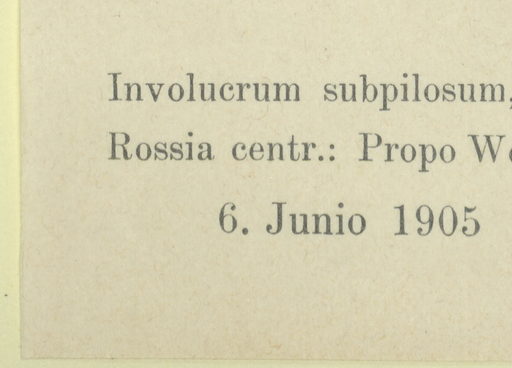 Involucrum subpilosum,
Rossia centr.: Propo
6. Junio 1905